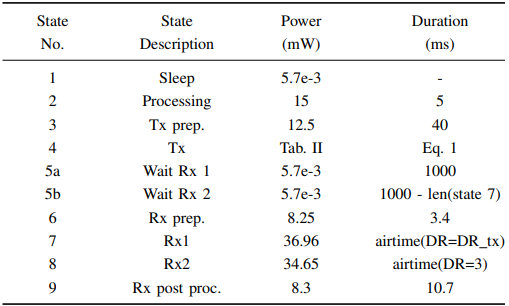 State State Power Duration
No. Description (mW) (ms)
1 Sleep 5.7e-3 -
2 Processing 15 5
3 Tx prep. 12.5 40
4 Tx Tab. II Eq. 1
5a Wait Rx 1 5.7e-3 1000
5b Wait Rx 2 5.7e-3 1000 - len(state 7)
6 Rx prep. 8.25 3.4
7 Rx1 36.96 airtime(DR=DR_tx)
8 Rx2 34.65 airtime(DR=3)
9 Rx post proc. 8.3 10.7